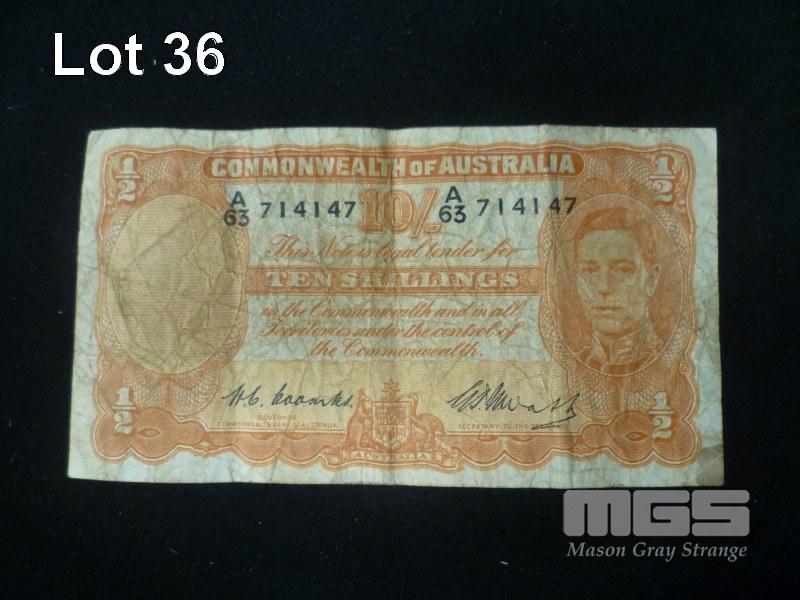 Lot 36
½ COMMONWEALTH OF AUSTRALIA ½
A/63 714147 10/- A/63 714147
This Note is legal tender for
TEN SHILLINGS
in the Commonwealth and in all
Territories under the control of
the Commonwealth.
H.C. Coombs.
GOVERNOR
COMMONWEALTH BANK OF AUSTRALIA
SECRETARY TO THE
½ AUSTRALIA ½
MGS
Mason Gray Strange